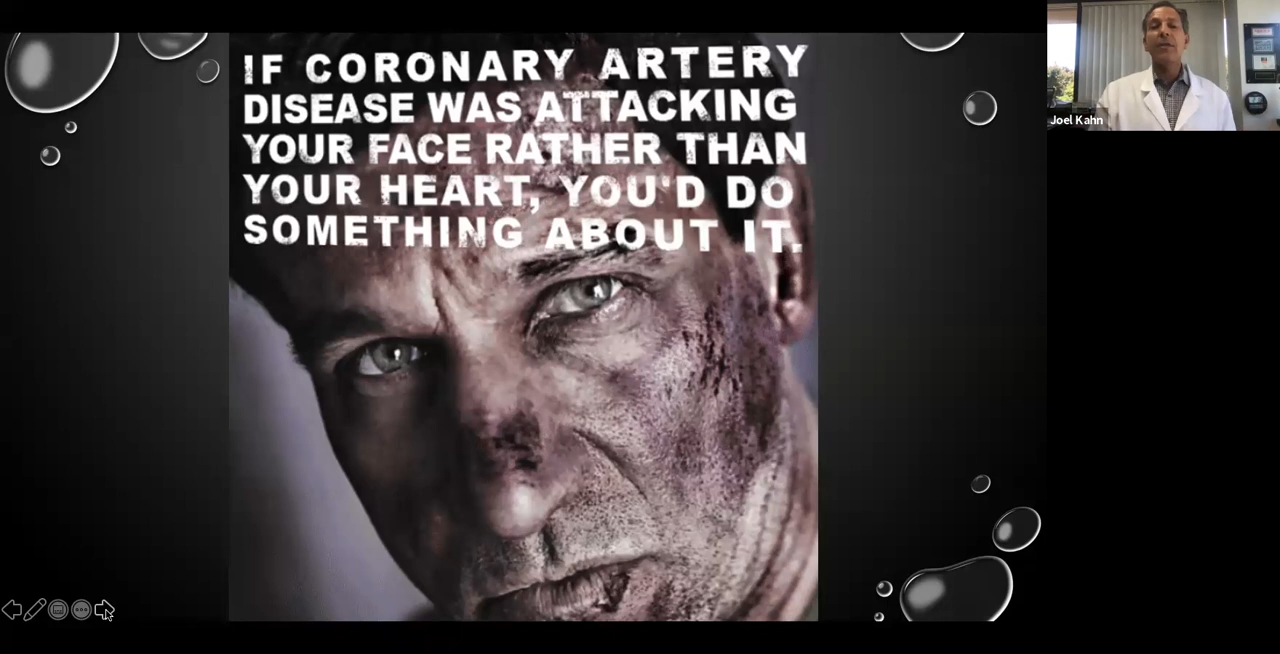 IF CORONARY ARTERY
DISEASE WAS ATTACKING
YOUR FACE RATHER THAN
YOUR HEART, YOU'D DO
SOMETHING ABOUT IT.
Joel Kahn